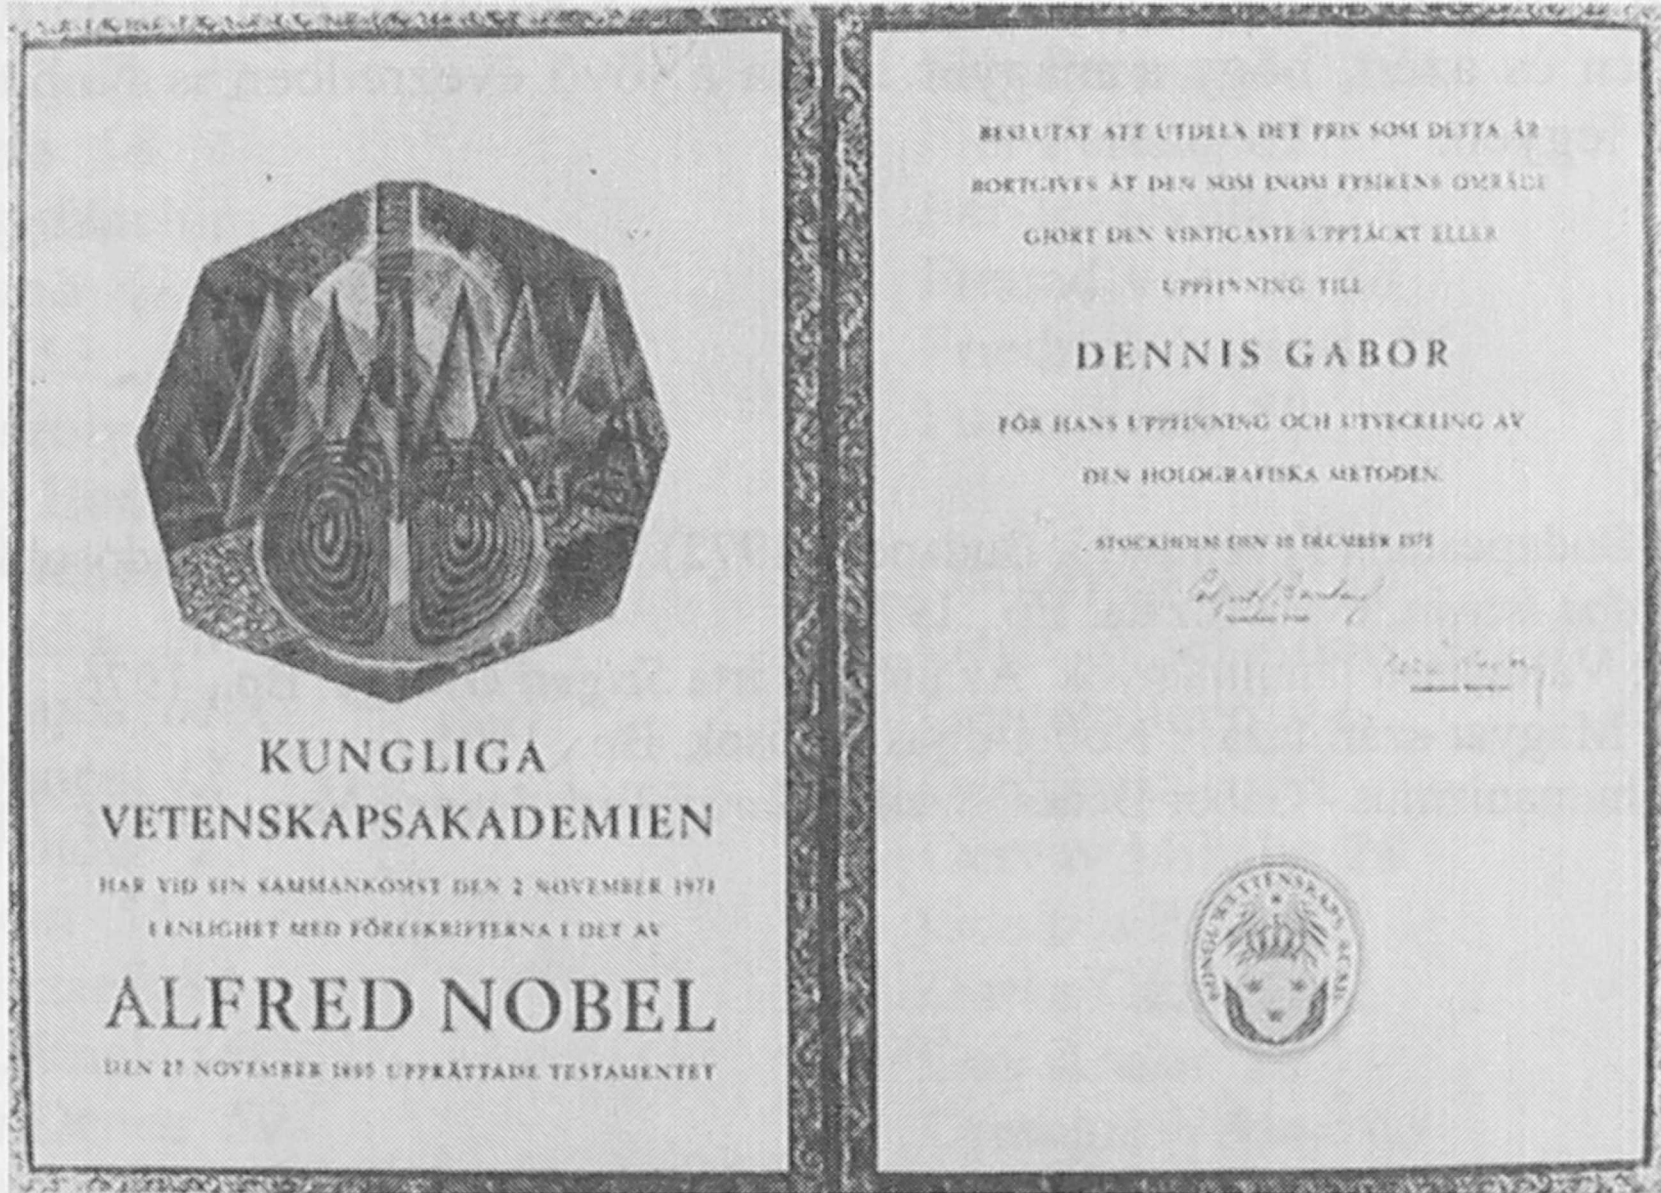 KUNGLIGA
VETENSKAPSAKADEMIEN
HAR VID SIN SAMMANKOMST DEN 2 NOVEMBER 1971
I ENLIGHET MED FÖRESKRIFTERNA I DET AV
ALFRED NOBEL
DEN 27 NOVEMBER 1895 UPPRÄTTADE TESTAMENTET
BESLUTAT ATT UTDELA DET PRIS SOM DETTA ÅR
BORTGIVES ÅT DEN SOM INOM FYSIKENS OMRÅDE
GJORT DEN VIKTIGASTE UPPTÄCKT ELLER
UPPFINNING TILL
DENNIS GABOR
FÖR HANS UPPFINNING OCH UTVECKLING AV
DEN HOLOGRAFISKA METODEN.
STOCKHOLM DEN 10 DECEMBER 1971